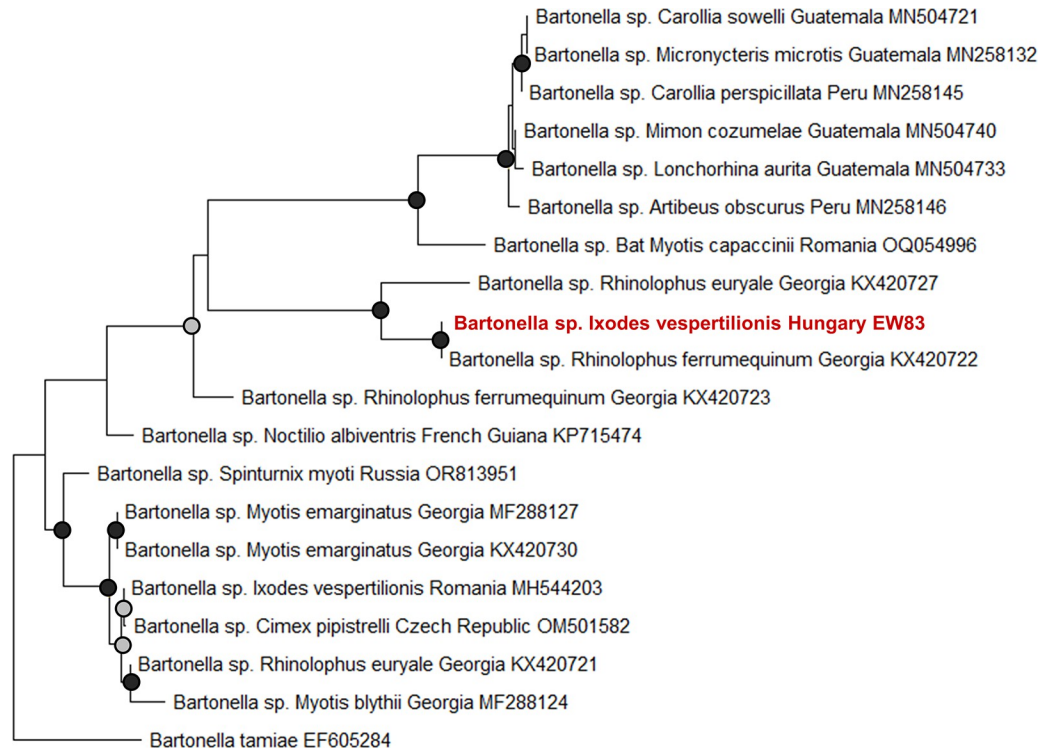 Bartonella sp. Carollia sowelli Guatemala MN504721
Bartonella sp. Micronycteris microtis Guatemala MN258132
Bartonella sp. Carollia perspicillata Peru MN258145
Bartonella sp. Mimon cozumelae Guatemala MN504740
Bartonella sp. Lonchorhina aurita Guatemala MN504733
Bartonella sp. Artibeus obscurus Peru MN258146
Bartonella sp. Bat Myotis capaccinii Romania OQ054996
Bartonella sp. Rhinolophus euryale Georgia KX420727
Bartonella sp. Ixodes vespertilionis Hungary EW83
Bartonella sp. Rhinolophus ferrumequinum Georgia KX420722
Bartonella sp. Rhinolophus ferrumequinum Georgia KX420723
Bartonella sp. Noctilio albiventris French Guiana KP715474
Bartonella sp. Spinturnix myoti Russia OR813951
Bartonella sp. Myotis emarginatus Georgia MF288127
Bartonella sp. Myotis emarginatus Georgia KX420730
Bartonella sp. Ixodes vespertilionis Romania MH544203
Bartonella sp. Cimex pipistrelli Czech Republic OM501582
Bartonella sp. Rhinolophus euryale Georgia KX420721
Bartonella sp. Myotis blythii Georgia MF288124
Bartonella tamiae EF605284